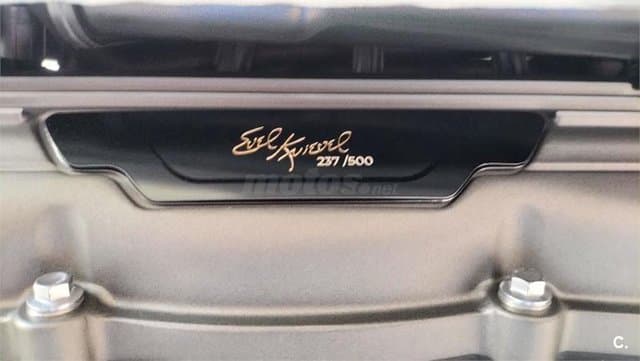 Evel Knievel
237 /500
motos.net
C.